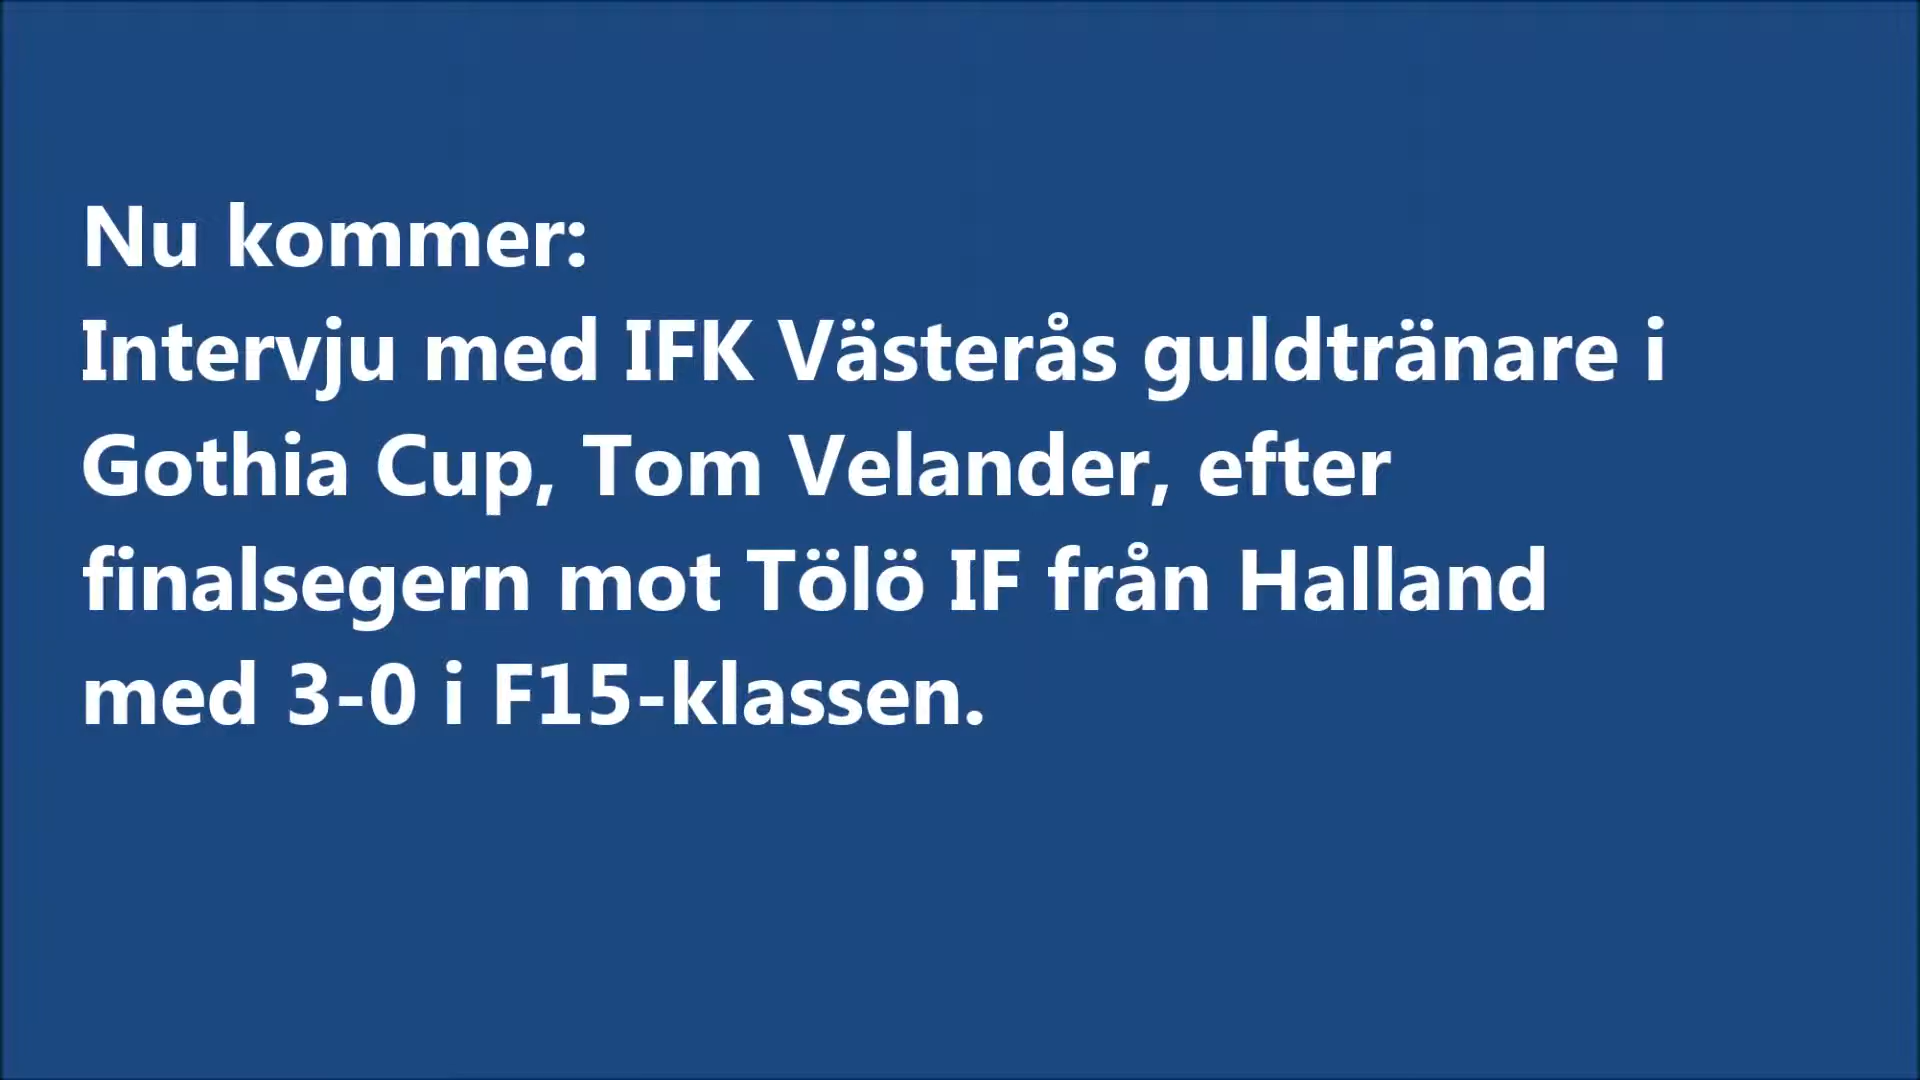 Nu kommer:
Intervju med IFK Västerås guldtränare i
Gothia Cup, Tom Velander, efter
finalsegern mot Tölö IF från Halland
med 3-0 i F15-klassen.